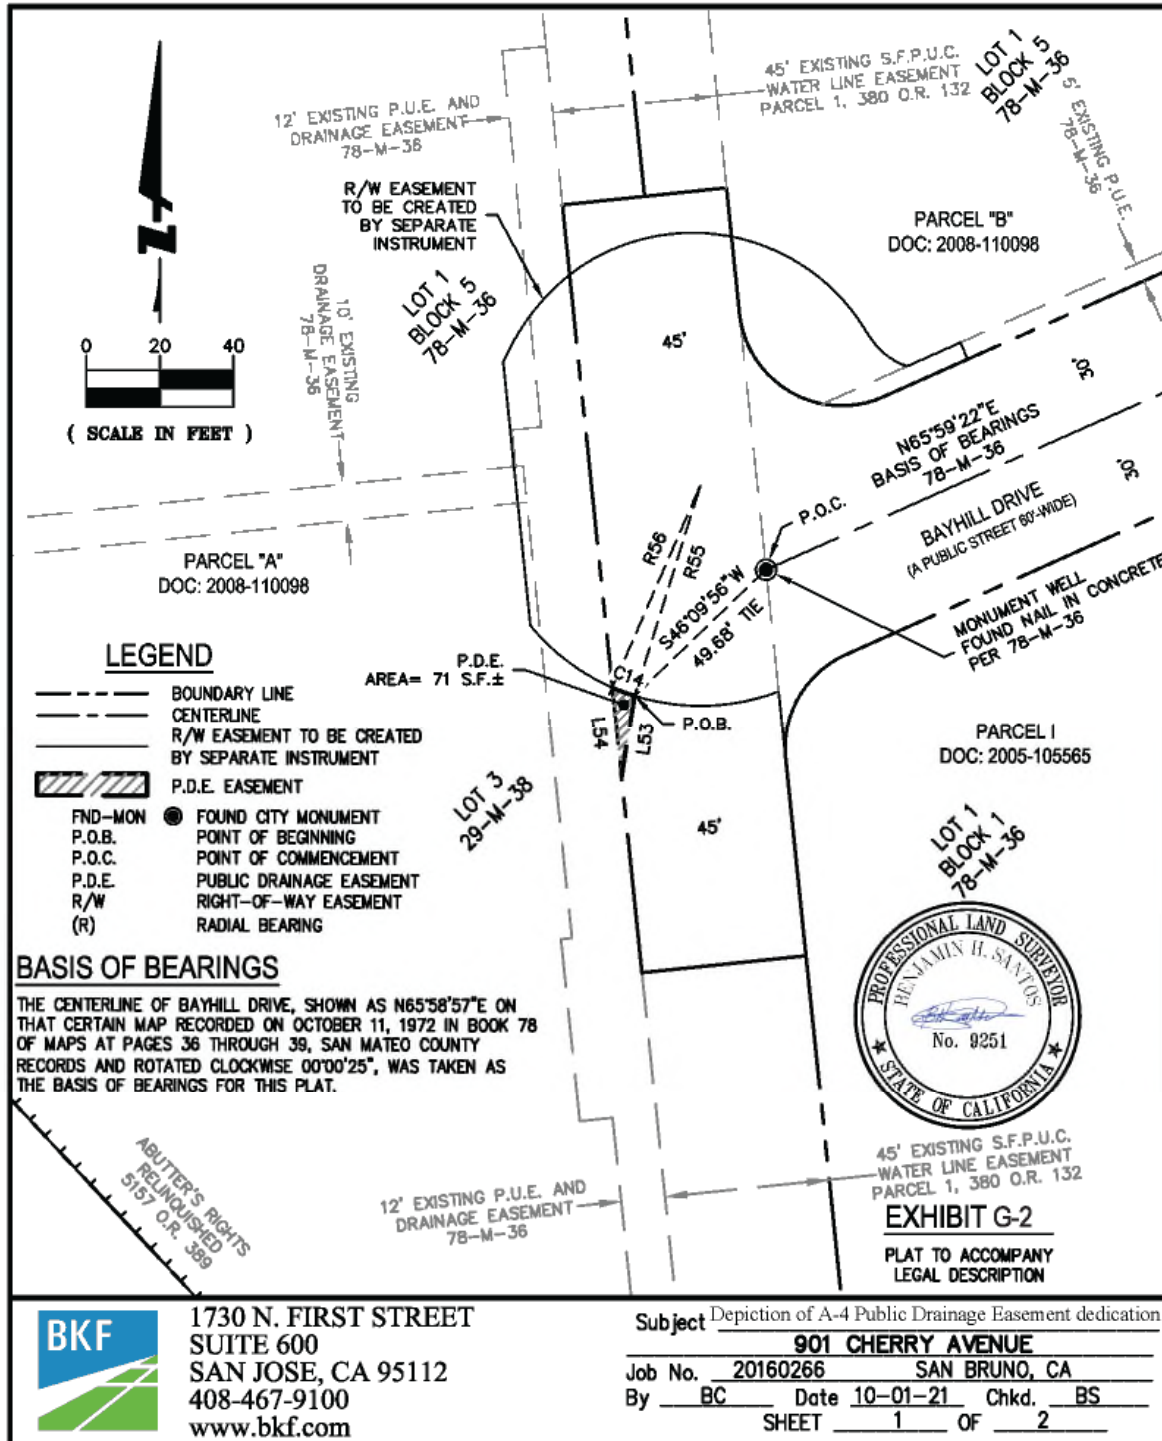 45' EXISTING S.F.P.U.C.
WATER LINE EASEMENT
PARCEL 1, 380 O.R. 132
LOT 1
BLOCK 5
78-M-36
5' EXISTING P.U.E.
78-M-36
12' EXISTING P.U.E. AND
DRAINAGE EASEMENT
78-M-36
R/W EASEMENT
TO BE CREATED
BY SEPARATE
INSTRUMENT
PARCEL "B"
DOC: 2008-110098
Z
LOT 1
BLOCK 5
78-M-36
10' EXISTING
DRAINAGE EASEMENT
78-M-36
0 20 40
( SCALE IN FEET )
45'
30'
N65°59'22"E
BASIS OF BEARINGS
78-M-36
30'
P.O.C.
BAYHILL DRIVE
(A PUBLIC STREET 60'-WIDE)
R56
R55
S46°09'56"W
49.68' TIE
PARCEL "A"
DOC: 2008-110098
MONUMENT WELL
FOUND NAIL IN CONCRETE
PER 78-M-36
P.D.E.
AREA= 71 S.F.±
C14
P.O.B.
L54
L53
PARCEL I
DOC: 2005-105565
LEGEND
BOUNDARY LINE
CENTERLINE
R/W EASEMENT TO BE CREATED
BY SEPARATE INSTRUMENT
P.D.E. EASEMENT
FND-MON FOUND CITY MONUMENT
P.O.B. POINT OF BEGINNING
P.O.C. POINT OF COMMENCEMENT
P.D.E. PUBLIC DRAINAGE EASEMENT
R/W RIGHT-OF-WAY EASEMENT
(R) RADIAL BEARING
LOT 3
29-M-38
45'
LOT 1
BLOCK 1
78-M-36
BASIS OF BEARINGS
THE CENTERLINE OF BAYHILL DRIVE, SHOWN AS N65°58'57"E ON
THAT CERTAIN MAP RECORDED ON OCTOBER 11, 1972 IN BOOK 78
OF MAPS AT PAGES 36 THROUGH 39, SAN MATEO COUNTY
RECORDS AND ROTATED CLOCKWISE 00°00'25", WAS TAKEN AS
THE BASIS OF BEARINGS FOR THIS PLAT.
PROFESSIONAL LAND SURVEYOR
BENJAMIN H. SANTOS
No. 9251
STATE OF CALIFORNIA
ABUTTER'S RIGHTS
RELINQUISHED
5157 O.R. 389
12' EXISTING P.U.E. AND
DRAINAGE EASEMENT
78-M-36
45' EXISTING S.F.P.U.C.
WATER LINE EASEMENT
PARCEL 1, 380 O.R. 132
EXHIBIT G-2
PLAT TO ACCOMPANY
LEGAL DESCRIPTION
BKF
1730 N. FIRST STREET
SUITE 600
SAN JOSE, CA 95112
408-467-9100
www.bkf.com
Subject Depiction of A-4 Public Drainage Easement dedication
901 CHERRY AVENUE
Job No. 20160266 SAN BRUNO, CA
By BC Date 10-01-21 Chkd. BS
SHEET 1 OF 2